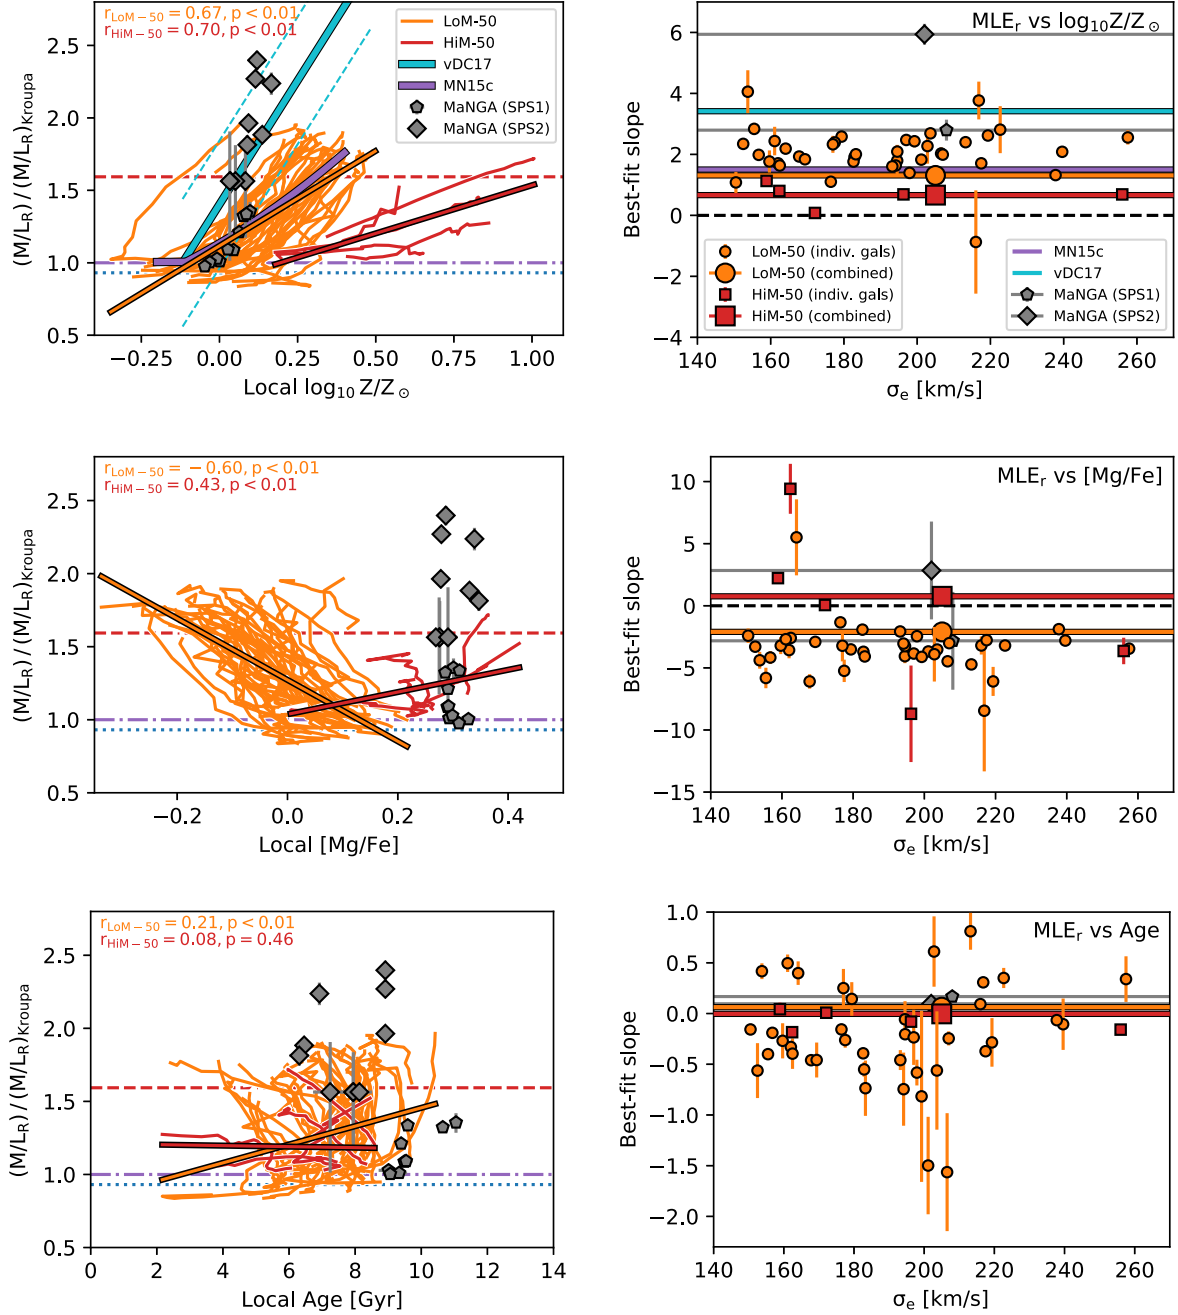 r_LoM−50 = 0.67, p < 0.01
r_HiM−50 = 0.70, p < 0.01
LoM-50
HiM-50
vDC17
MN15c
MaNGA (SPS1)
MaNGA (SPS2)
2.5
2.0
1.5
1.0
0.5
(M/L_R) / (M/L_R)_Kroupa
−0.25 0.00 0.25 0.50 0.75 1.00
Local log₁₀ Z/Z_⊙
MLE_r vs log₁₀Z/Z_⊙
6
4
2
0
−2
−4
Best-fit slope
LoM-50 (indiv. gals)
LoM-50 (combined)
HiM-50 (indiv. gals)
HiM-50 (combined)
MN15c
vDC17
MaNGA (SPS1)
MaNGA (SPS2)
140 160 180 200 220 240 260
σ_e [km/s]
r_LoM−50 = −0.60, p < 0.01
r_HiM−50 = 0.43, p < 0.01
2.5
2.0
1.5
1.0
0.5
(M/L_R) / (M/L_R)_Kroupa
−0.2 0.0 0.2 0.4
Local [Mg/Fe]
MLE_r vs [Mg/Fe]
10
5
0
−5
−10
−15
Best-fit slope
140 160 180 200 220 240 260
σ_e [km/s]
r_LoM−50 = 0.21, p < 0.01
r_HiM−50 = 0.08, p = 0.46
2.5
2.0
1.5
1.0
0.5
(M/L_R) / (M/L_R)_Kroupa
0 2 4 6 8 10 12 14
Local Age [Gyr]
MLE_r vs Age
1.0
0.5
0.0
−0.5
−1.0
−1.5
−2.0
Best-fit slope
140 160 180 200 220 240 260
σ_e [km/s]